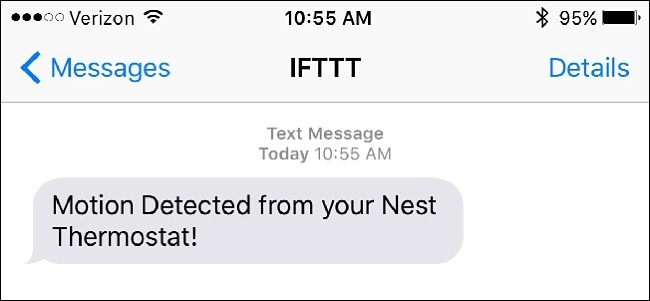 Verizon 10:55 AM 95%
Messages IFTTT Details
Text Message
Today 10:55 AM
Motion Detected from your Nest
Thermostat!